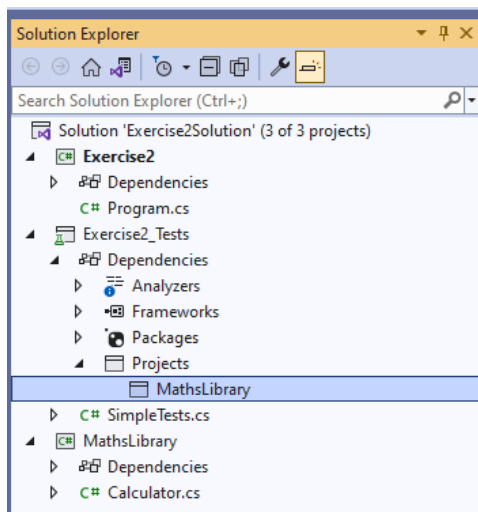 Solution Explorer
Search Solution Explorer (Ctrl+;)
Solution 'Exercise2Solution' (3 of 3 projects)
C# Exercise2
Dependencies
C# Program.cs
Exercise2_Tests
Dependencies
Analyzers
Frameworks
Packages
Projects
MathsLibrary
C# SimpleTests.cs
C# MathsLibrary
Dependencies
C# Calculator.cs